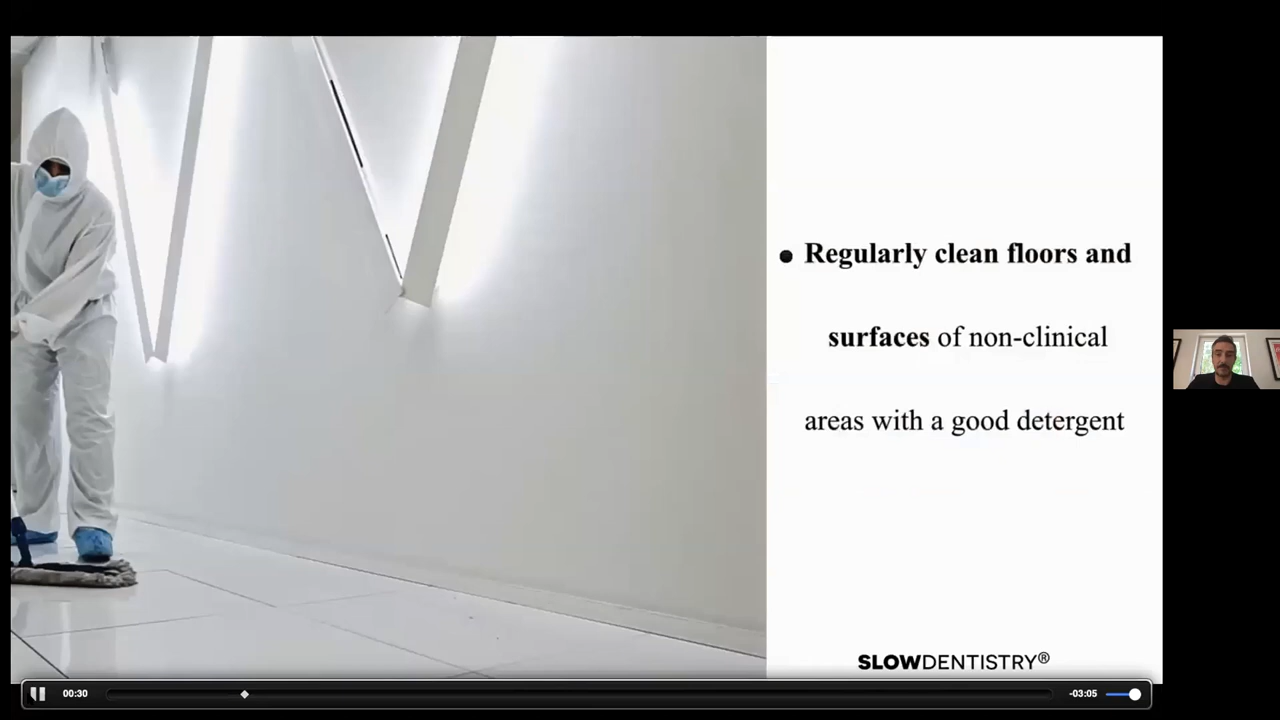 ● Regularly clean floors and
surfaces of non-clinical
areas with a good detergent
SLOWDENTISTRY®
00:30
-03:05